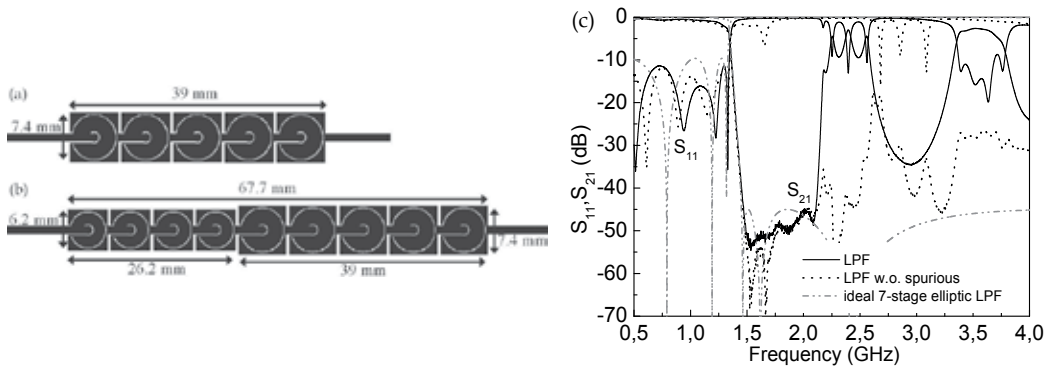 (a)
39 mm
7.4 mm
(b)
67.7 mm
6.2 mm
7.4 mm
26.2 mm
39 mm
(c)
0
-10
-20
-30
-40
-50
-60
-70
S11,S21 (dB)
S11
S21
LPF
LPF w.o. spurious
ideal 7-stage elliptic LPF
0,5 1,0 1,5 2,0 2,5 3,0 3,5 4,0
Frequency (GHz)